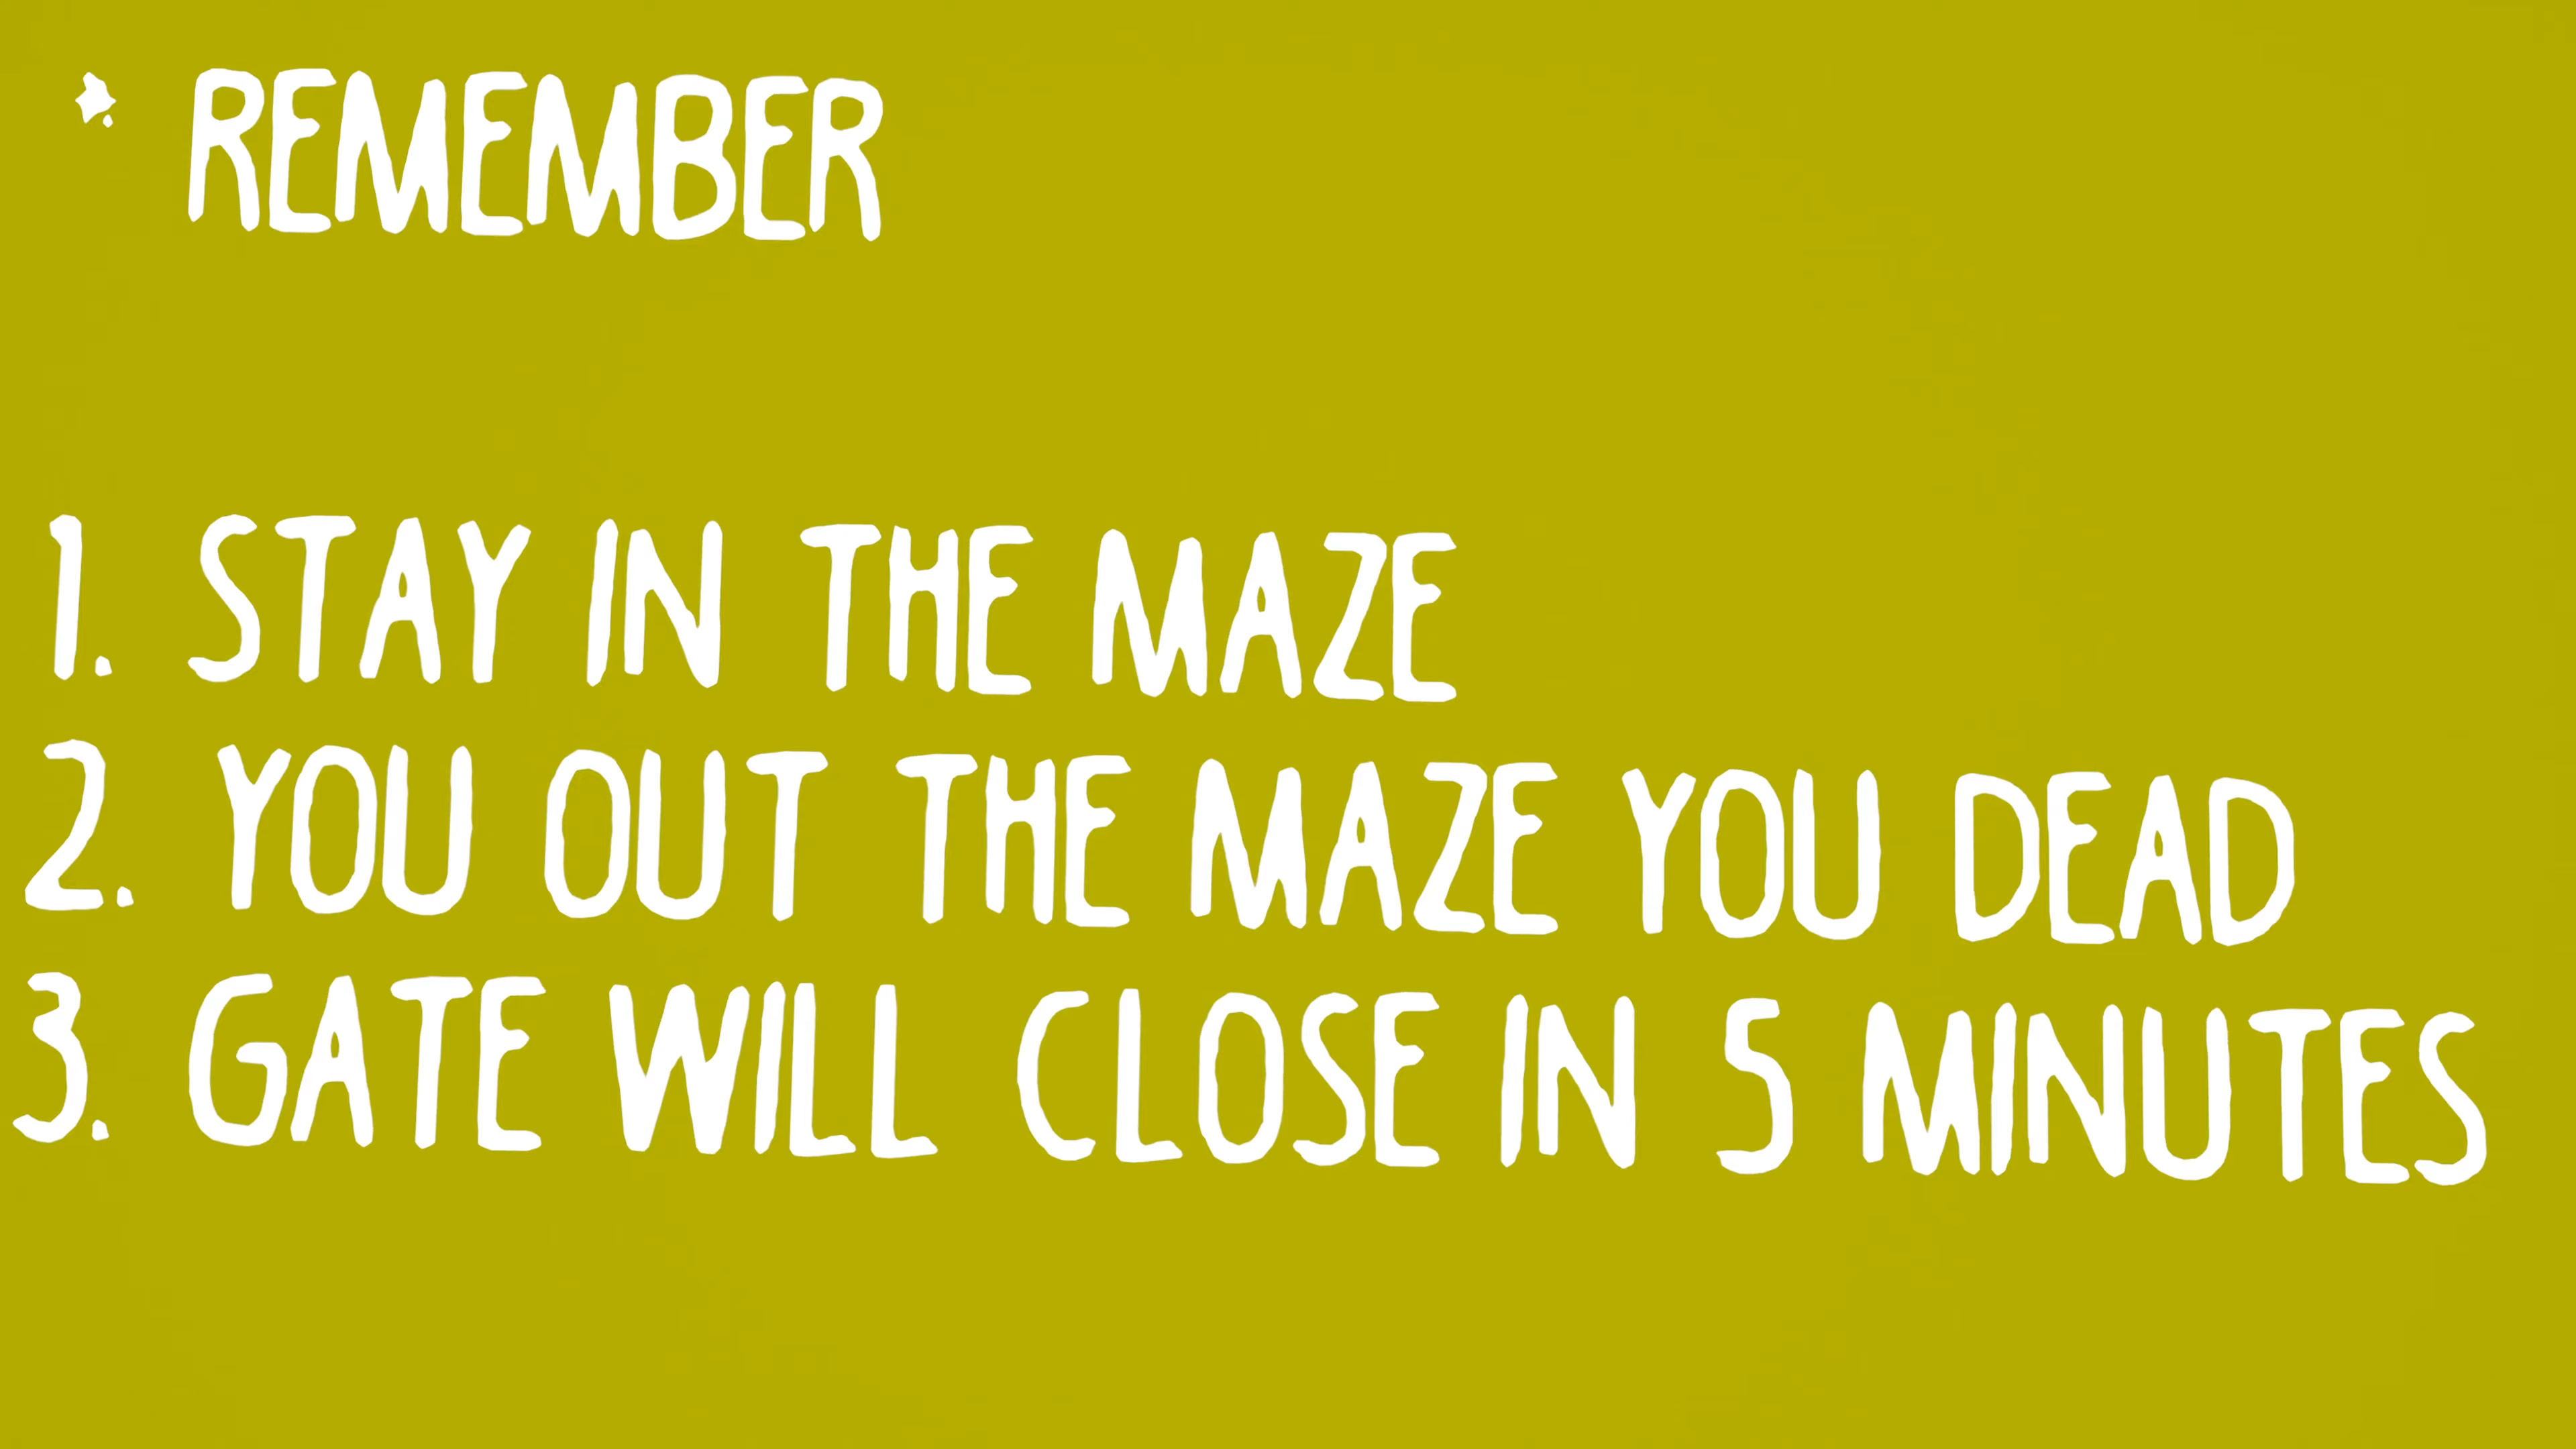 * REMEMBER
1. STAY IN THE MAZE
2. YOU OUT THE MAZE YOU DEAD
3. GATE WILL CLOSE IN 5 MINUTES